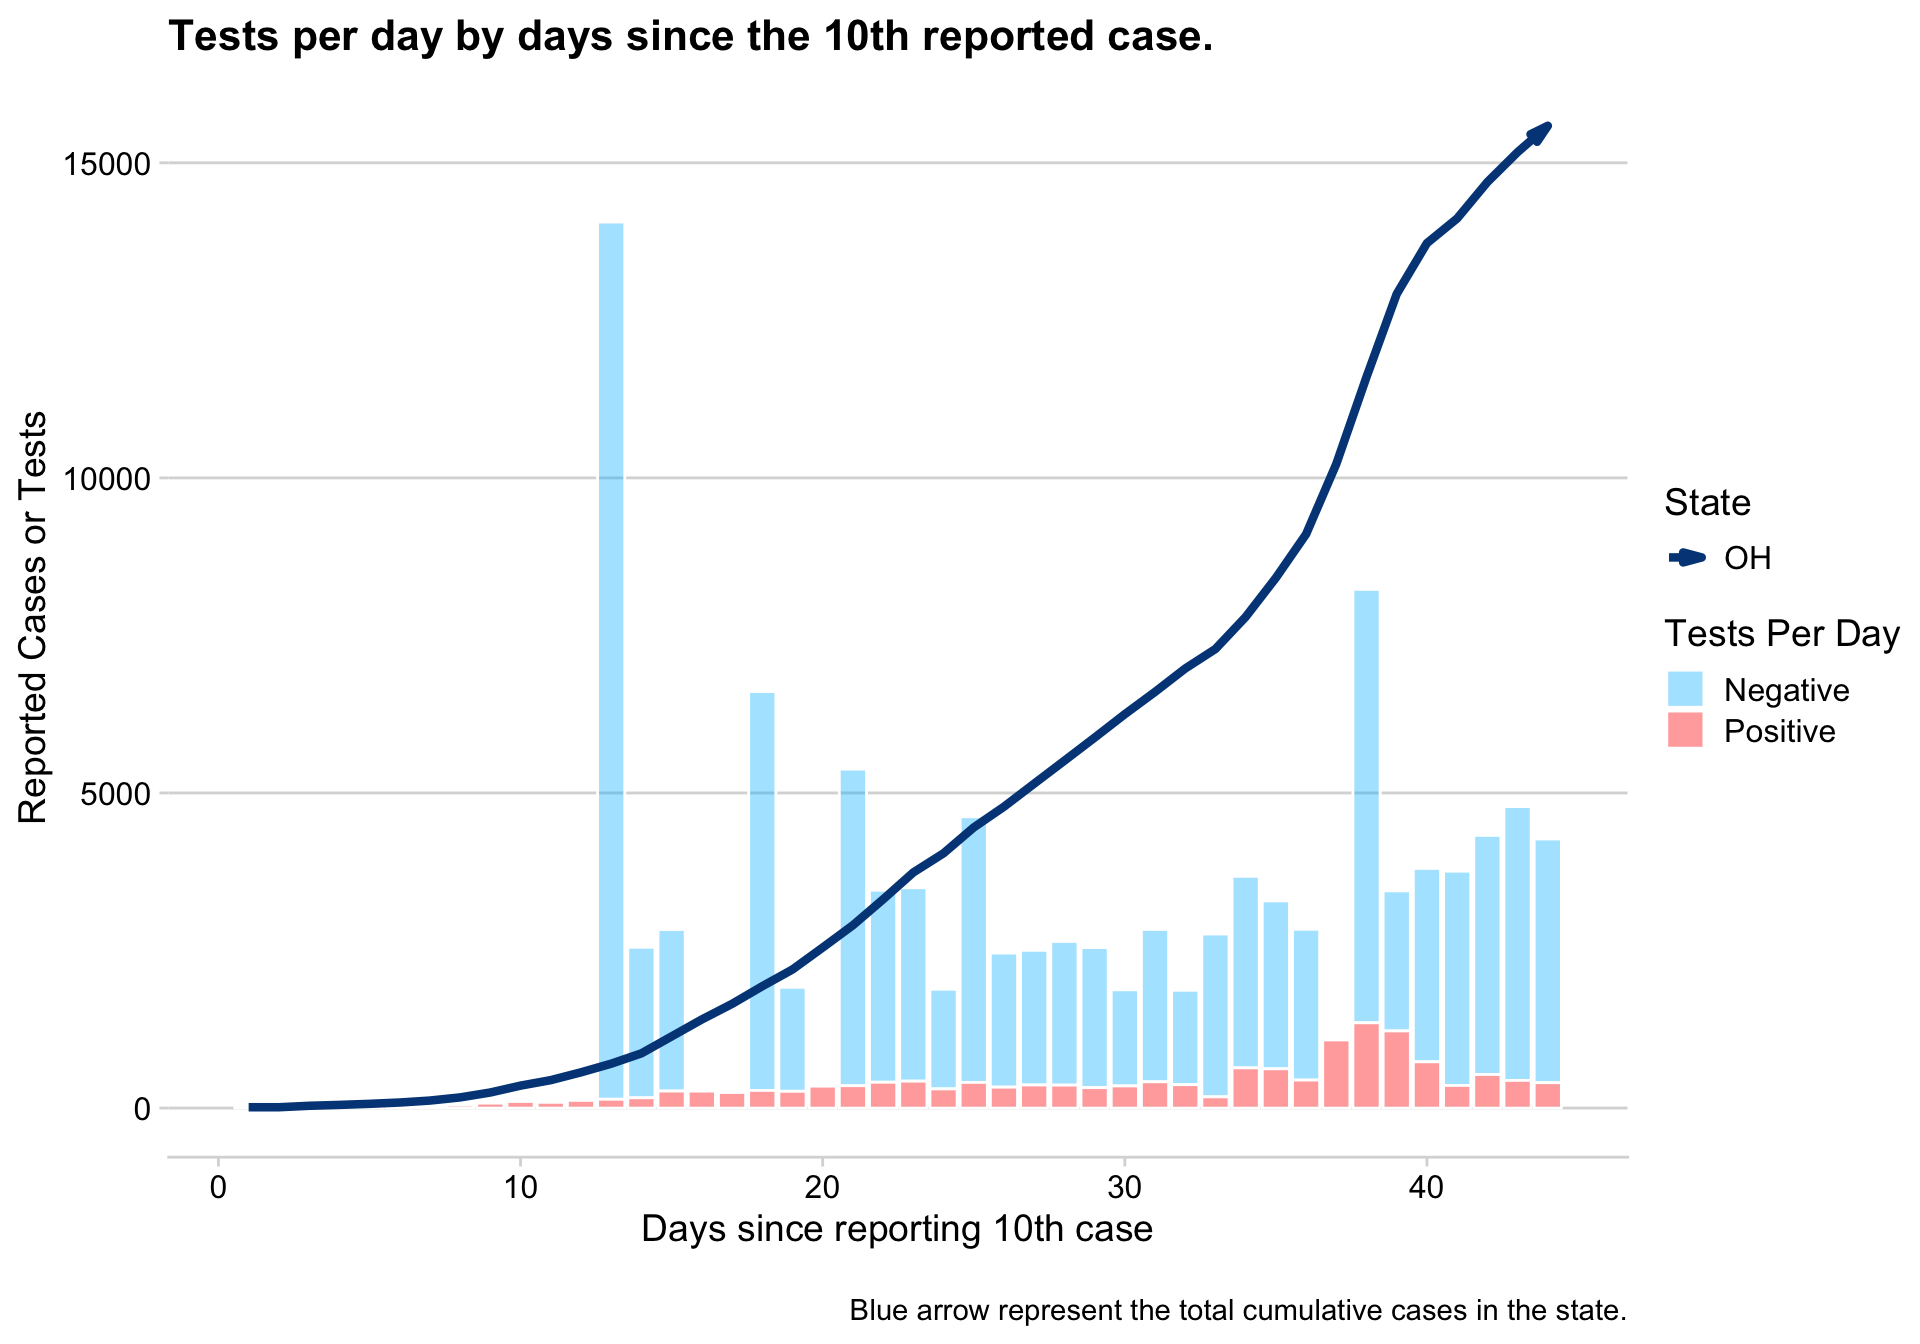 Tests per day by days since the 10th reported case.
15000
10000
5000
0
Reported Cases or Tests
0 10 20 30 40
Days since reporting 10th case
State
OH
Tests Per Day
Negative
Positive
Blue arrow represent the total cumulative cases in the state.